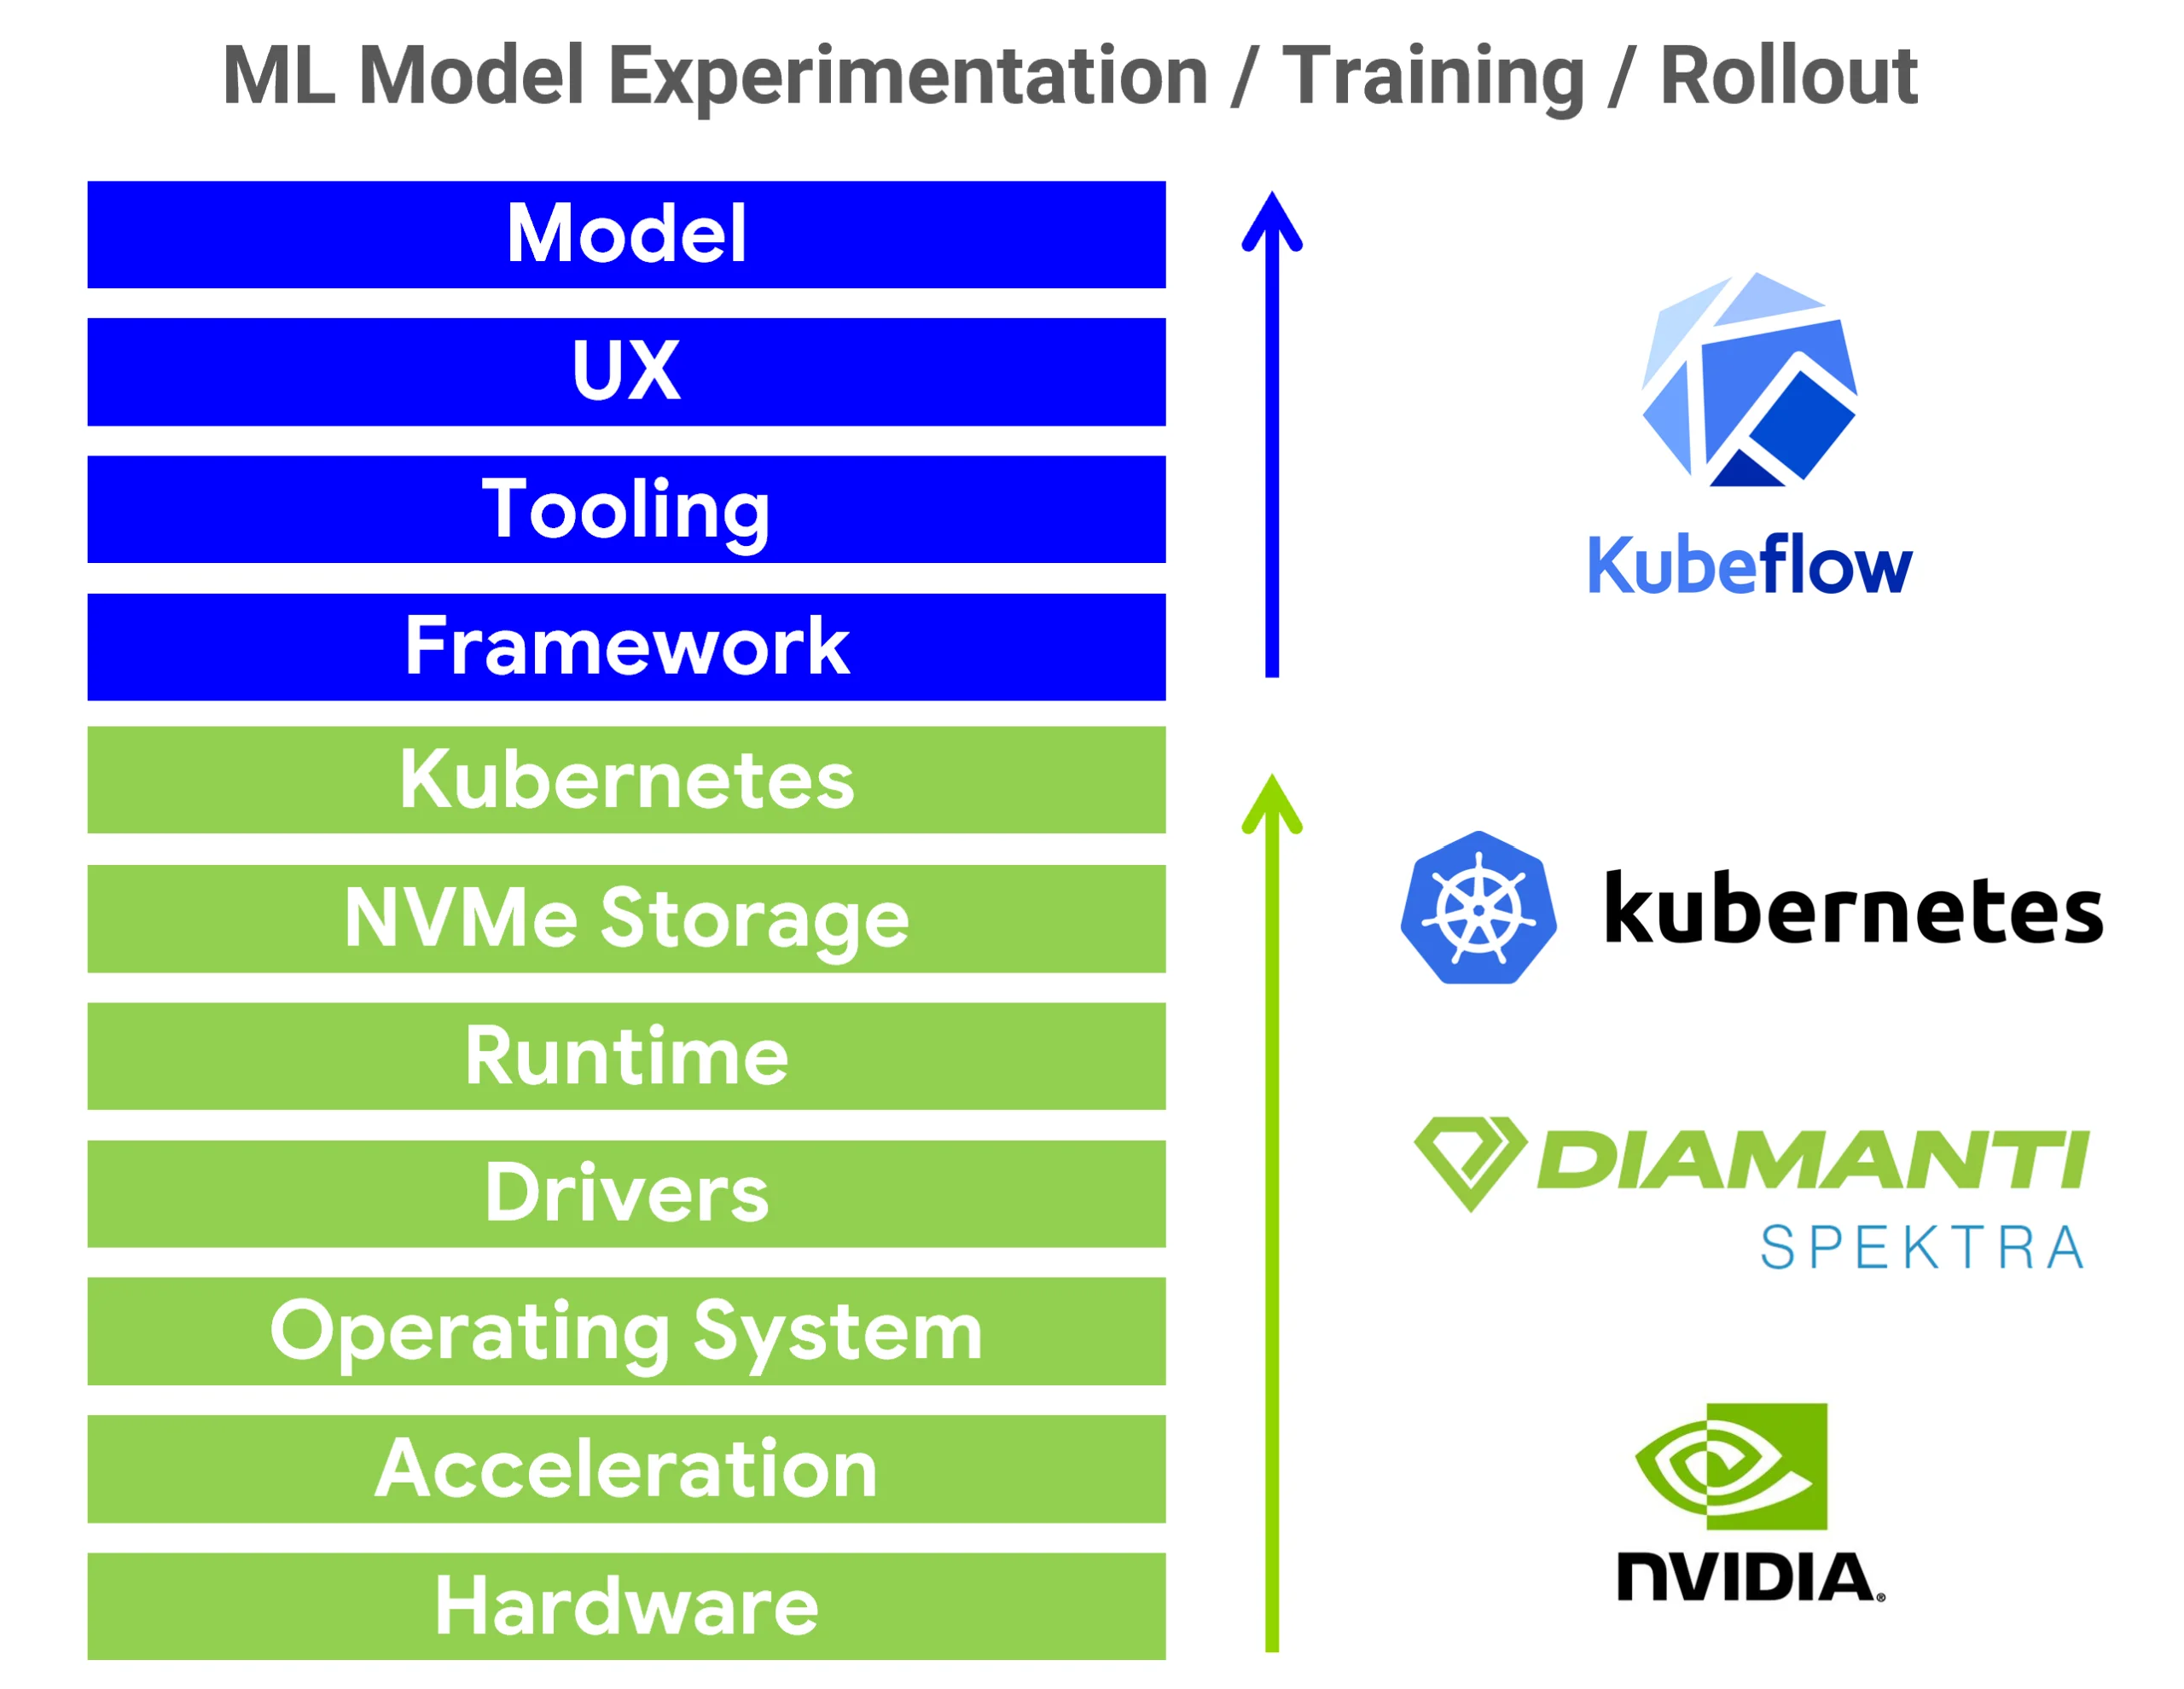 ML Model Experimentation / Training / Rollout
Model
UX
Tooling
Framework
Kubernetes
NVMe Storage
Runtime
Drivers
Operating System
Acceleration
Hardware
Kubeflow
kubernetes
DIAMANTI
SPEKTRA
NVIDIA®